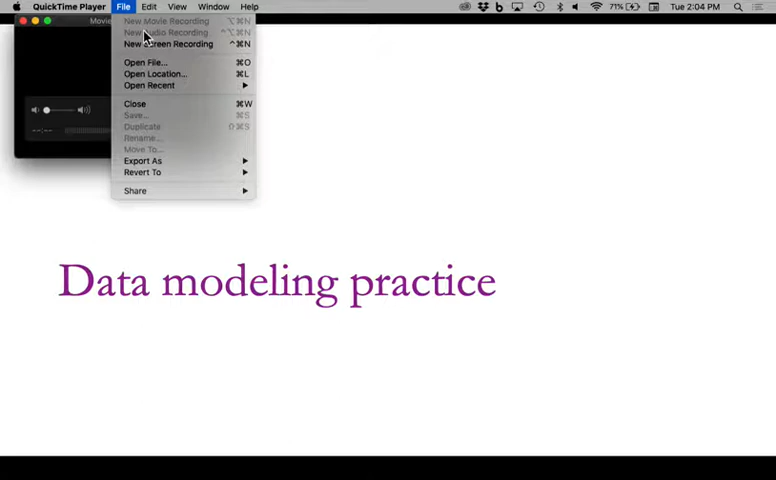 QuickTime Player File Edit View Window Help 71% Tue 2:04 PM
Movie
New Movie Recording ⌥⌘N
New Audio Recording ^⌥⌘N
New Screen Recording ^⌘N
Open File... ⌘O
Open Location... ⌘L
Open Recent
Close ⌘W
Save... ⌘S
Duplicate ⇧⌘S
Rename...
Move To...
Export As
Revert To
Share
--:--
Data modeling practice